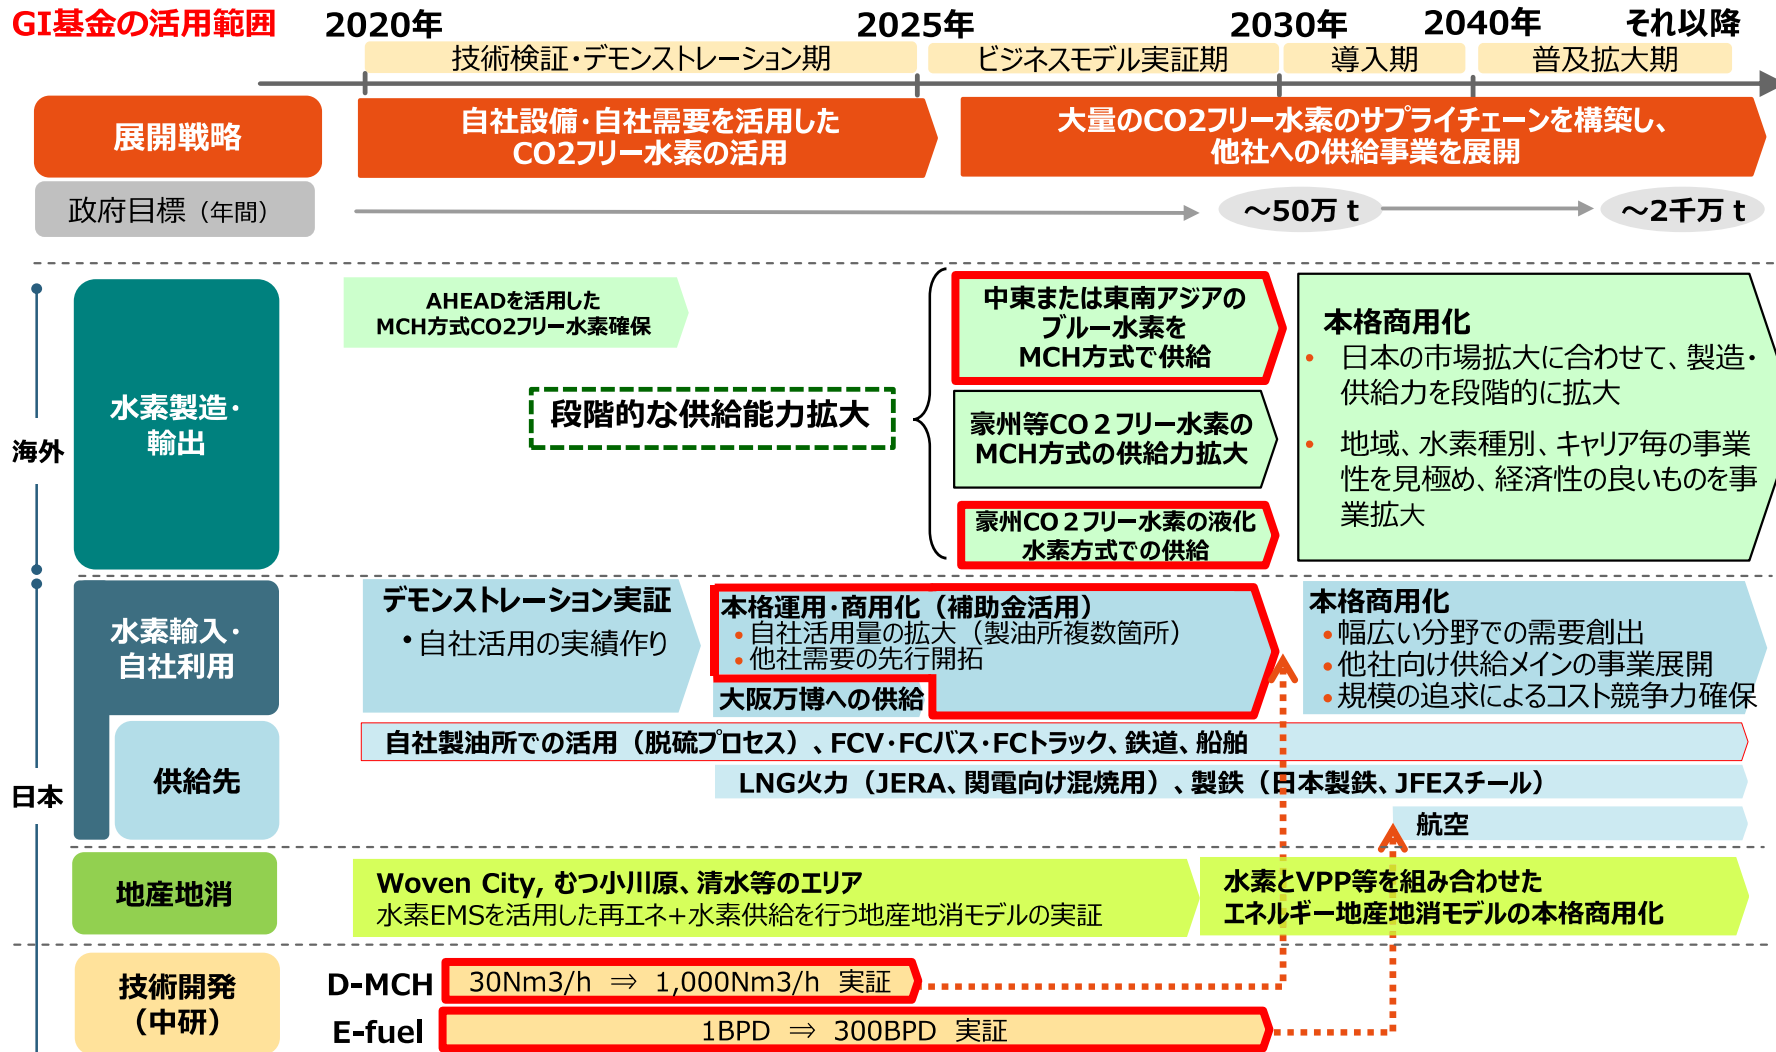 GI基金の活用範囲
2020年
2025年
2030年
2040年
それ以降
技術検証・デモンストレーション期
ビジネスモデル実証期
導入期
普及拡大期
展開戦略
自社設備・自社需要を活用した
CO2フリー水素の活用
大量のCO2フリー水素のサプライチェーンを構築し、
他社への供給事業を展開
政府目標（年間）
～50万 t
～2千万 t
海外
水素製造・
輸出
AHEADを活用した
MCH方式CO2フリー水素確保
段階的な供給能力拡大
中東または東南アジアの
ブルー水素を
MCH方式で供給
豪州等CO２フリー水素の
MCH方式の供給力拡大
豪州CO２フリー水素の液化
水素方式での供給
本格商用化
• 日本の市場拡大に合わせて、製造・
供給力を段階的に拡大
• 地域、水素種別、キャリア毎の事業
性を見極め、経済性の良いものを事
業拡大
日本
水素輸入・
自社利用
デモンストレーション実証
• 自社活用の実績作り
本格運用・商用化（補助金活用）
• 自社活用量の拡大（製油所複数箇所）
• 他社需要の先行開拓
大阪万博への供給
本格商用化
• 幅広い分野での需要創出
• 他社向け供給メインの事業展開
• 規模の追求によるコスト競争力確保
供給先
自社製油所での活用（脱硫プロセス）、FCV・FCバス・FCトラック、鉄道、船舶
LNG火力（JERA、関電向け混焼用）、製鉄（日本製鉄、JFEスチール）
航空
地産地消
Woven City, むつ小川原、清水等のエリア
水素EMSを活用した再エネ+水素供給を行う地産地消モデルの実証
水素とVPP等を組み合わせた
エネルギー地産地消モデルの本格商用化
技術開発
（中研）
D-MCH
30Nm3/h ⇒ 1,000Nm3/h 実証
E-fuel
1BPD ⇒ 300BPD 実証